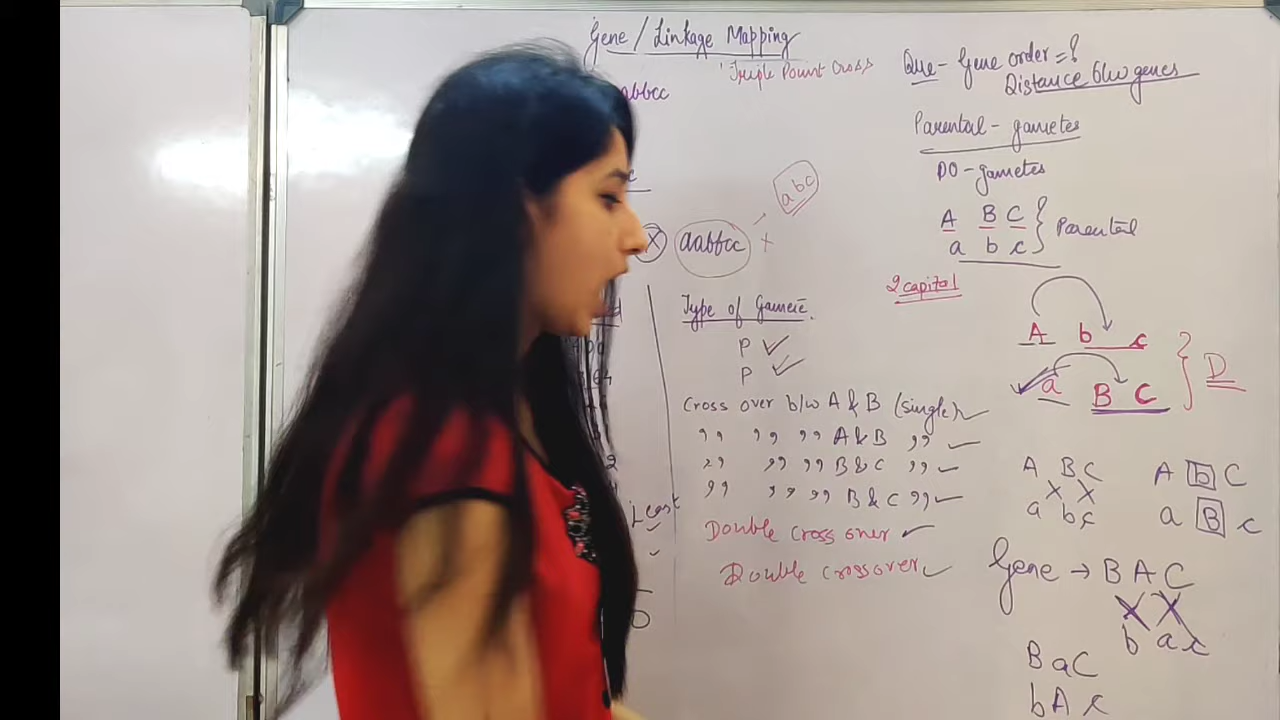 Gene / Linkage Mapping
Triple Point Cross
aabbcc
Que - Gene order = ?
Distance b/w genes
Parental - gametes
DO - gametes
A B C } Parental
a b c
abc
X aabbcc x
2 capital
Type of Gamete.
P ✓
P ✓
Cross over b/w A & B (single) ✓
,, ,, ,, A & B ,, ✓
,, ,, ,, B & C ,, ✓
,, ,, ,, B & C ,, ✓
Double cross over ✓
Double crossover ✓
Least
A b c
a B C } D
A B C
x x
a b c
A b C
a B c
Gene → B A C
x x
b a c
B a C
b A c